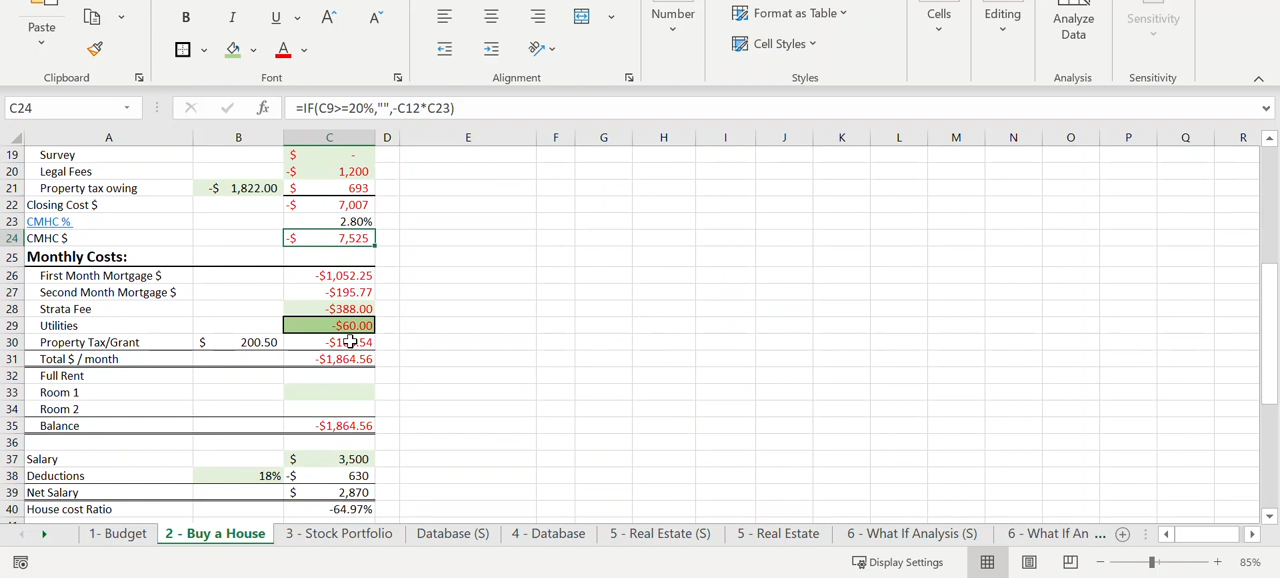 Paste
B I U A A
A
Number
Format as Table
Cell Styles
Cells
Editing
Analyze
Data
Sensitivity
Clipboard Font Alignment Styles Analysis Sensitivity
C24 fx =IF(C9>=20%,"",-C12*C23)
A B C D E F G H I J K L M N O P Q R
19 Survey $ -
20 Legal Fees -$ 1,200
21 Property tax owing -$ 1,822.00 $ 693
22 Closing Cost $ -$ 7,007
23 CMHC % 2.80%
24 CMHC $ -$ 7,525
25 Monthly Costs:
26 First Month Mortgage $ -$1,052.25
27 Second Month Mortgage $ -$195.77
28 Strata Fee -$388.00
29 Utilities -$60.00
30 Property Tax/Grant $ 200.50
31 Total $ / month -$1,864.56
32 Full Rent
33 Room 1
34 Room 2
35 Balance -$1,864.56
36
37 Salary $ 3,500
38 Deductions 18% -$ 630
39 Net Salary $ 2,870
40 House cost Ratio -64.97%
1- Budget 2 - Buy a House 3 - Stock Portfolio Database (S) 4 - Database 5 - Real Estate (S) 5 - Real Estate 6 - What If Analysis (S) 6 - What If An ...
Display Settings 85%